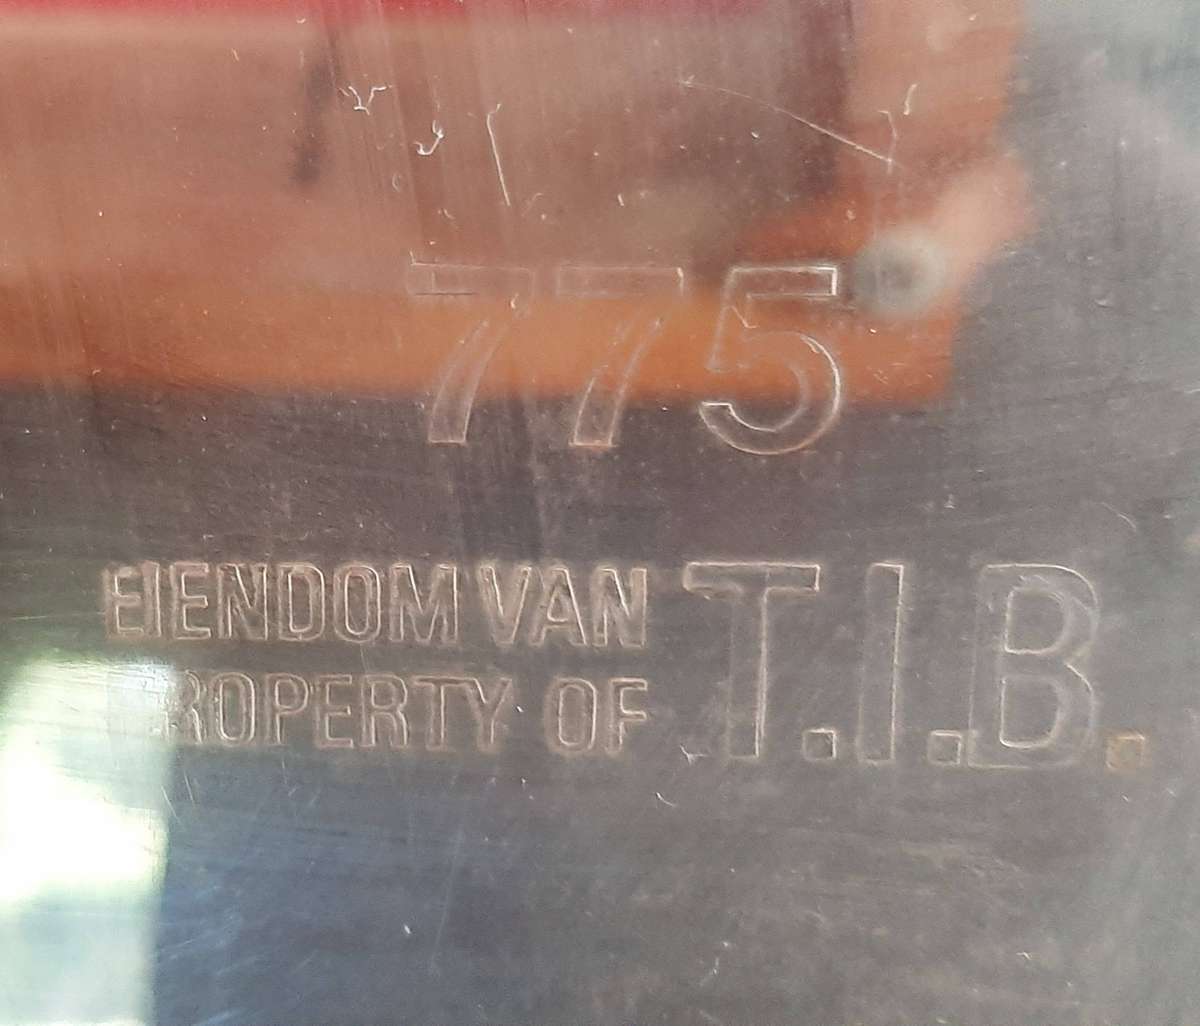 775
EIENDOM VAN T.I.B.
PROPERTY OF